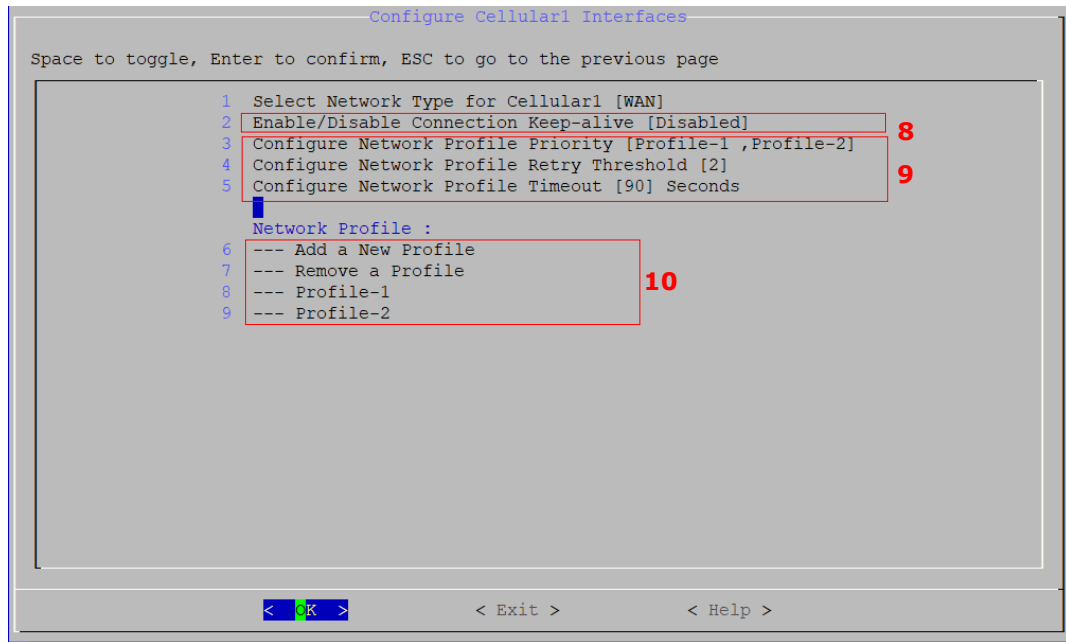 Configure Cellular1 Interfaces
Space to toggle, Enter to confirm, ESC to go to the previous page
1 Select Network Type for Cellular1 [WAN]
2 Enable/Disable Connection Keep-alive [Disabled]
8
3 Configure Network Profile Priority [Profile-1 ,Profile-2]
4 Configure Network Profile Retry Threshold [2]
9
5 Configure Network Profile Timeout [90] Seconds
Network Profile :
6 --- Add a New Profile
7 --- Remove a Profile
10
8 --- Profile-1
9 --- Profile-2
< OK > < Exit > < Help >